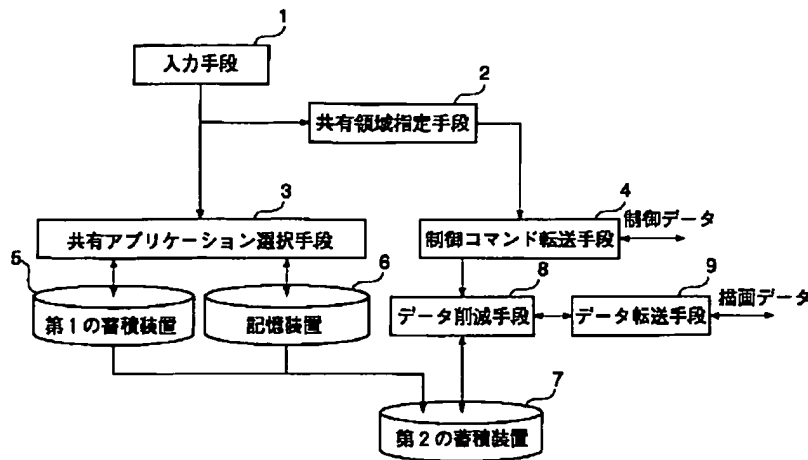 1
入力手段
2
共有領域指定手段
3
共有アプリケーション選択手段
4
制御コマンド転送手段
制御データ
5
第1の蓄積装置
6
記憶装置
8
データ削減手段
9
データ転送手段
描画データ
7
第2の蓄積装置